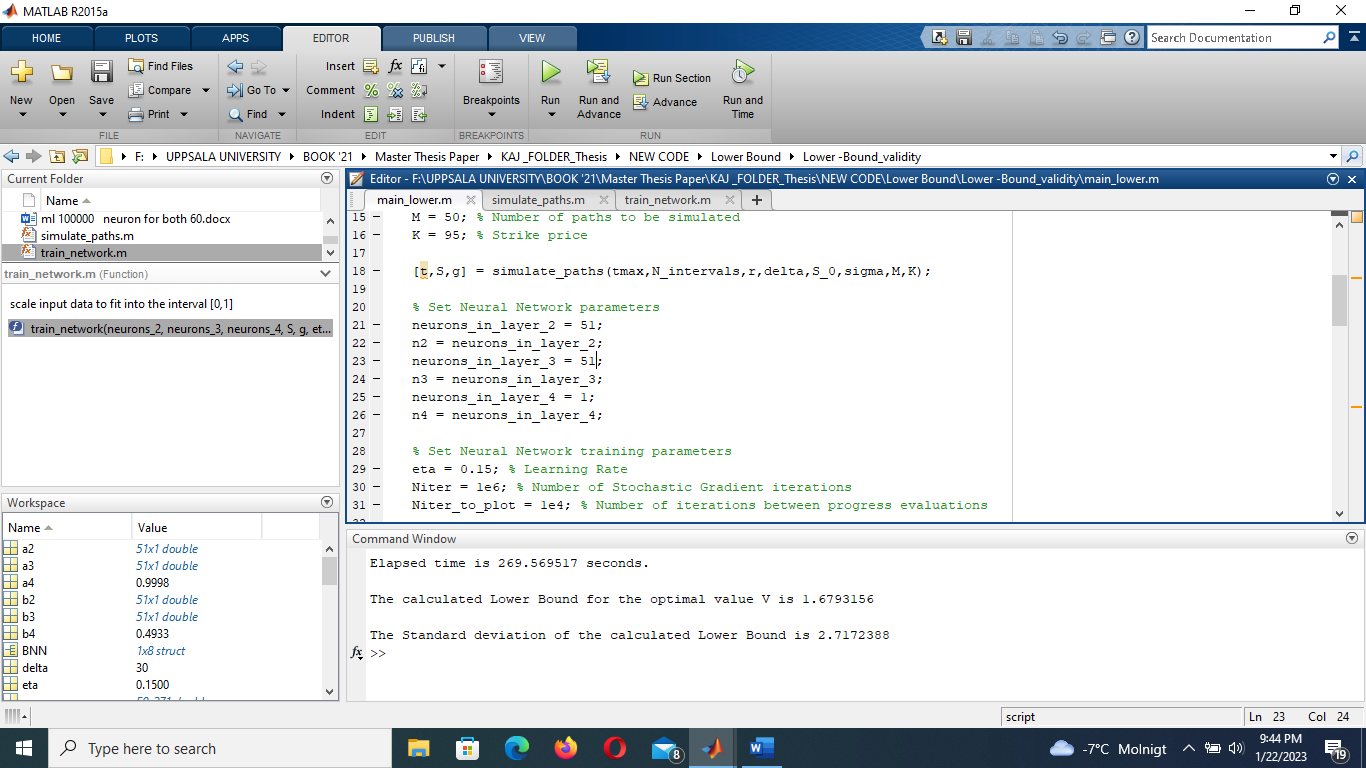 MATLAB R2015a
HOME PLOTS APPS EDITOR PUBLISH VIEW
Search Documentation
New Open Save
Find Files
Compare
Print
Go To
Find
Insert
Comment
Indent
fx
Breakpoints
Run
Run and Advance
Run Section
Advance
Run and Time
FILE NAVIGATE EDIT BREAKPOINTS RUN
F: UPPSALA UNIVERSITY BOOK '21 Master Thesis Paper KAJ _FOLDER_Thesis NEW CODE Lower Bound Lower -Bound_validity
Current Folder
Name
ml 100000 neuron for both 60.docx
simulate_paths.m
train_network.m
train_network.m (Function)
scale input data to fit into the interval [0,1]
train_network(neurons_2, neurons_3, neurons_4, S, g, et...
Workspace
Name Value
a2 51x1 double
a3 51x1 double
a4 0.9998
b2 51x1 double
b3 51x1 double
b4 0.4933
BNN 1x8 struct
delta 30
eta 0.1500
Editor - F:\UPPSALA UNIVERSITY\BOOK '21\Master Thesis Paper\KAJ _FOLDER_Thesis\NEW CODE\Lower Bound\Lower -Bound_validity\main_lower.m
main_lower.m simulate_paths.m train_network.m
15 – M = 50; % Number of paths to be simulated
16 – K = 95; % Strike price
17
18 – [t,S,g] = simulate_paths(tmax,N_intervals,r,delta,S_0,sigma,M,K);
19
20 % Set Neural Network parameters
21 – neurons_in_layer_2 = 51;
22 – n2 = neurons_in_layer_2;
23 – neurons_in_layer_3 = 51;
24 – n3 = neurons_in_layer_3;
25 – neurons_in_layer_4 = 1;
26 – n4 = neurons_in_layer_4;
27
28 % Set Neural Network training parameters
29 – eta = 0.15; % Learning Rate
30 – Niter = 1e6; % Number of Stochastic Gradient iterations
31 – Niter_to_plot = 1e4; % Number of iterations between progress evaluations
Command Window
Elapsed time is 269.569517 seconds.
The calculated Lower Bound for the optimal value V is 1.6793156
The Standard deviation of the calculated Lower Bound is 2.7172388
fx >>
script Ln 23 Col 24
Type here to search
8
-7°C Molnigt
9:44 PM
1/22/2023
19